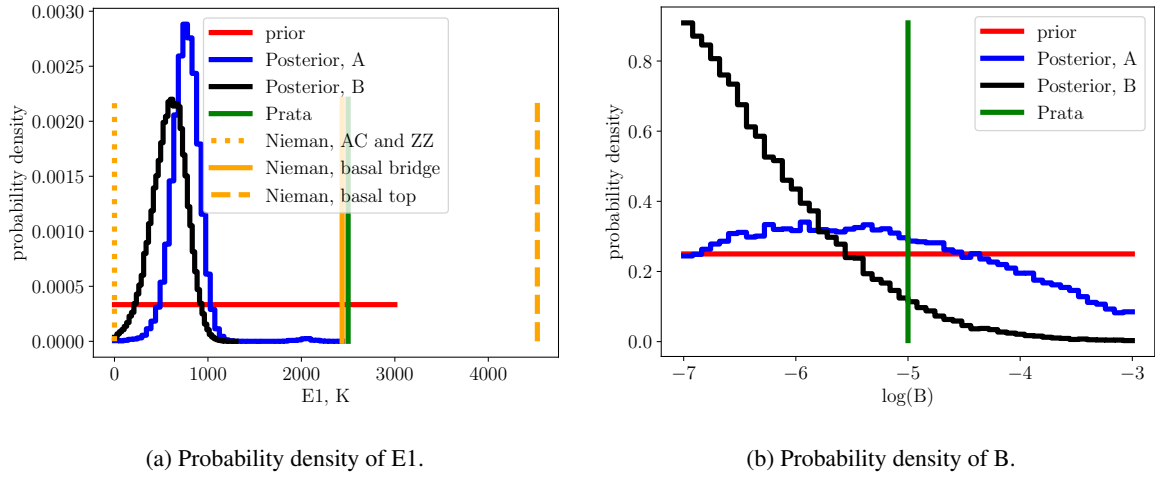 0.0030
0.0025
0.0020
0.0015
0.0010
0.0005
0.0000
probability density
prior
Posterior, A
Posterior, B
Prata
Nieman, AC and ZZ
Nieman, basal bridge
Nieman, basal top
0
1000
2000
3000
4000
E1, K
(a) Probability density of E1.
0.8
0.6
0.4
0.2
0.0
probability density
prior
Posterior, A
Posterior, B
Prata
−7
−6
−5
−4
−3
log(B)
(b) Probability density of B.